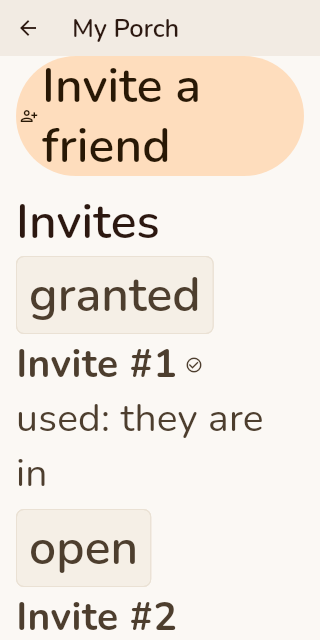 My Porch
Invite a
friend
Invites
granted
Invite #1
used: they are
in
open
Invite #2